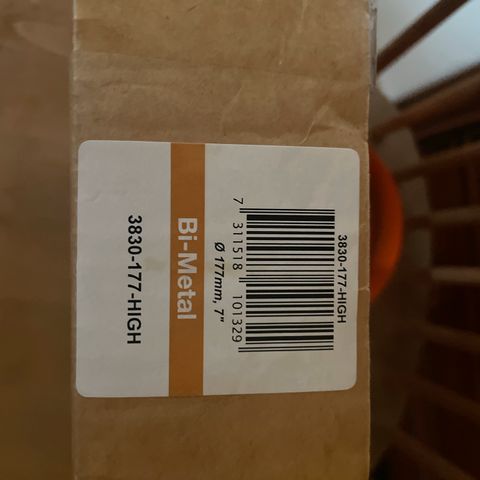 3830-177-HIGH
7 311518 101329
Ø 177mm, 7"
Bi-Metal
3830-177-HIGH